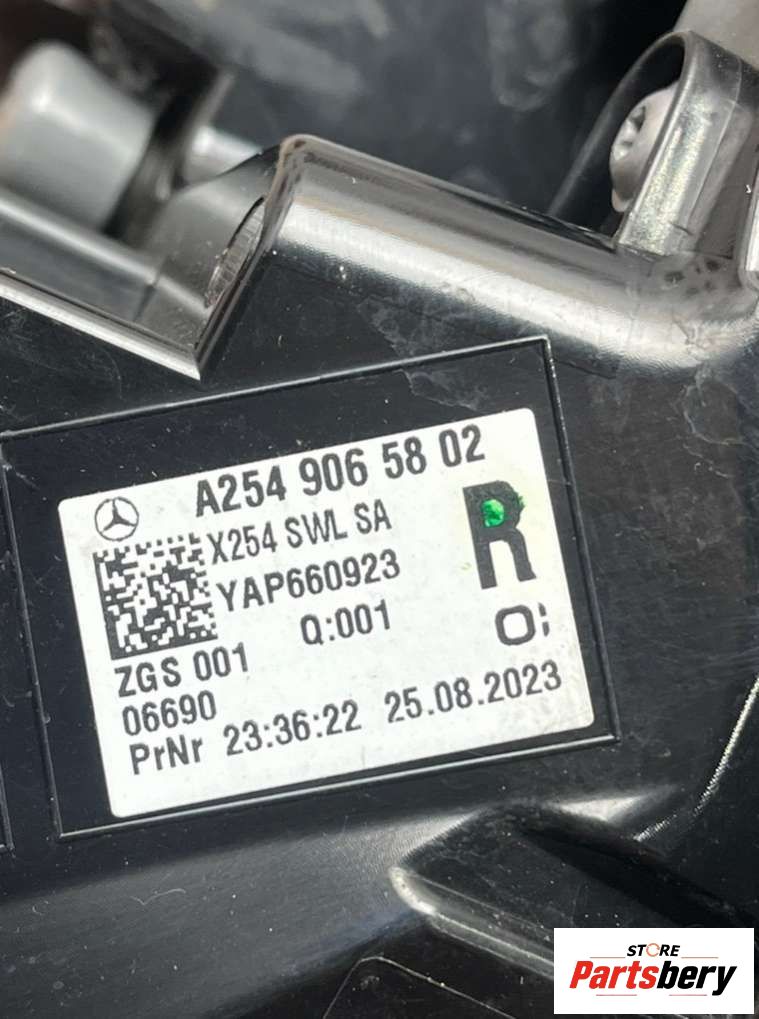 A254 906 58 02
X254 SWL SA
R
YAP660923
ZGS 001 Q:001
06690
PrNr 23:36:22 25.08.2023
STORE
Partsbery